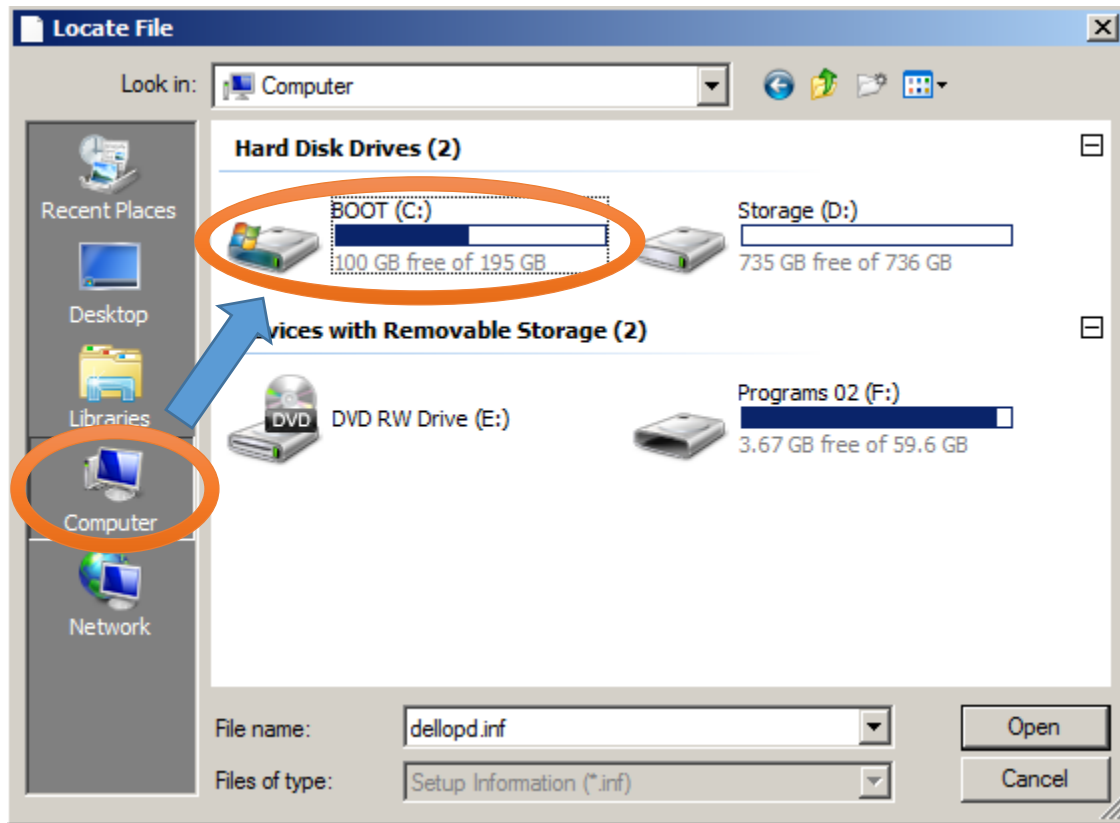 Locate File
Look in: Computer
Hard Disk Drives (2)
Recent Places
BOOT (C:)
Storage (D:)
100 GB free of 195 GB
735 GB free of 736 GB
Desktop
vices with Removable Storage (2)
Programs 02 (F:)
Libraries
DVD
DVD RW Drive (E:)
3.67 GB free of 59.6 GB
Computer
Network
File name: dellopd.inf
Open
Files of type: Setup Information (*.inf)
Cancel